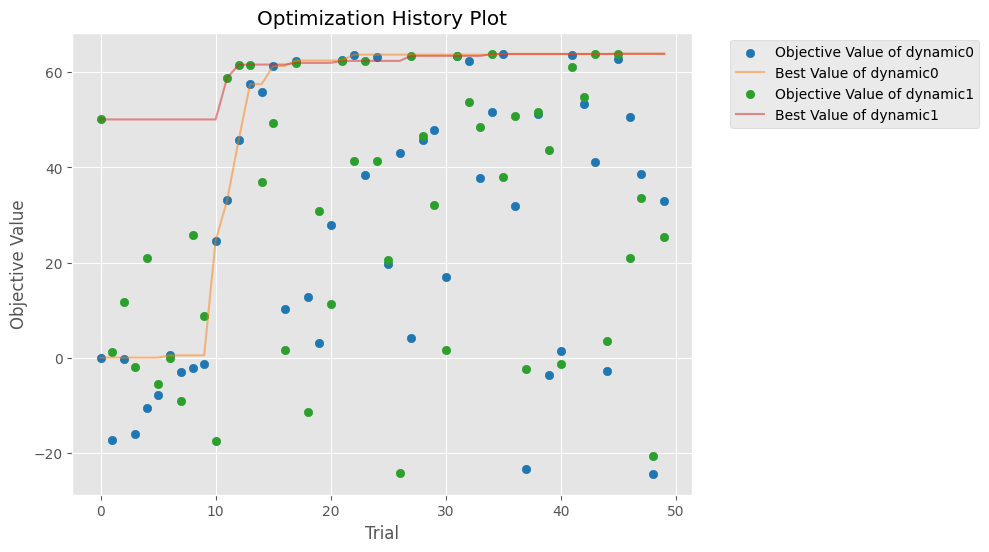 Optimization History Plot
Objective Value of dynamic0
Best Value of dynamic0
Objective Value of dynamic1
Best Value of dynamic1
Objective Value
60
40
20
0
−20
0
10
20
30
40
50
Trial